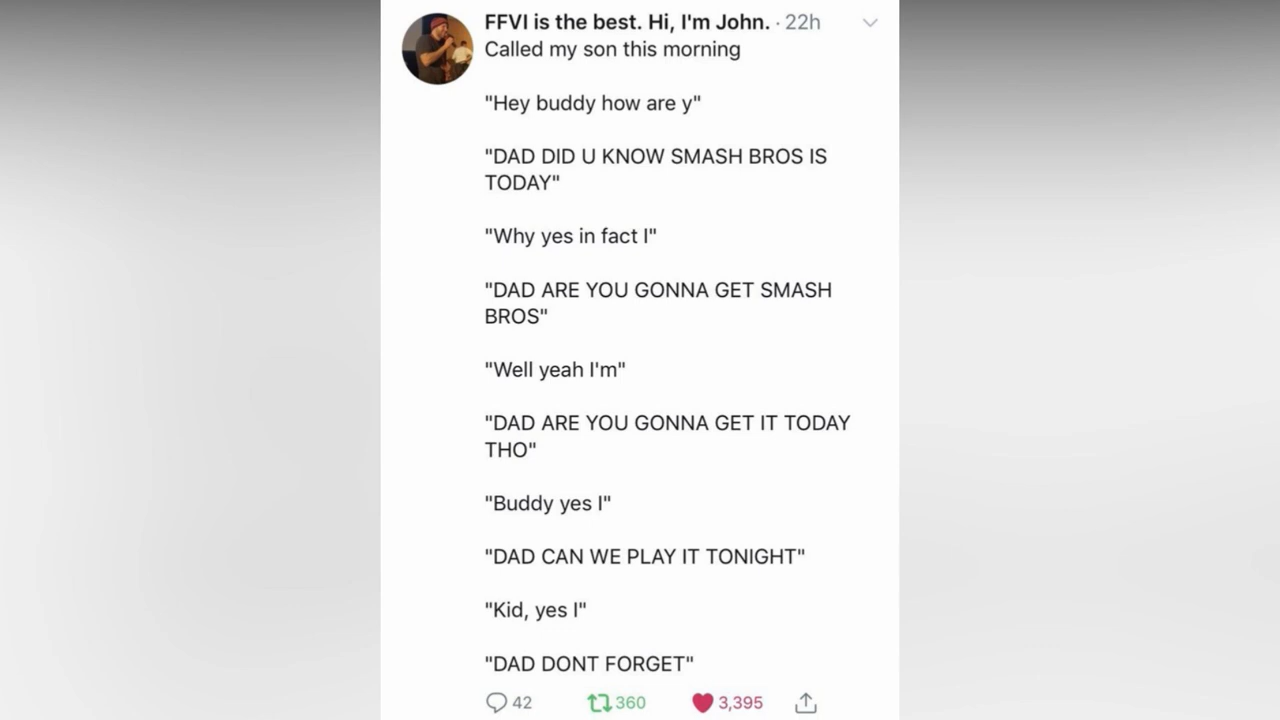 FFVI is the best. Hi, I'm John. · 22h
Called my son this morning
"Hey buddy how are y"
"DAD DID U KNOW SMASH BROS IS
TODAY"
"Why yes in fact I"
"DAD ARE YOU GONNA GET SMASH
BROS"
"Well yeah I'm"
"DAD ARE YOU GONNA GET IT TODAY
THO"
"Buddy yes I"
"DAD CAN WE PLAY IT TONIGHT"
"Kid, yes I"
"DAD DONT FORGET"
42 360 3,395